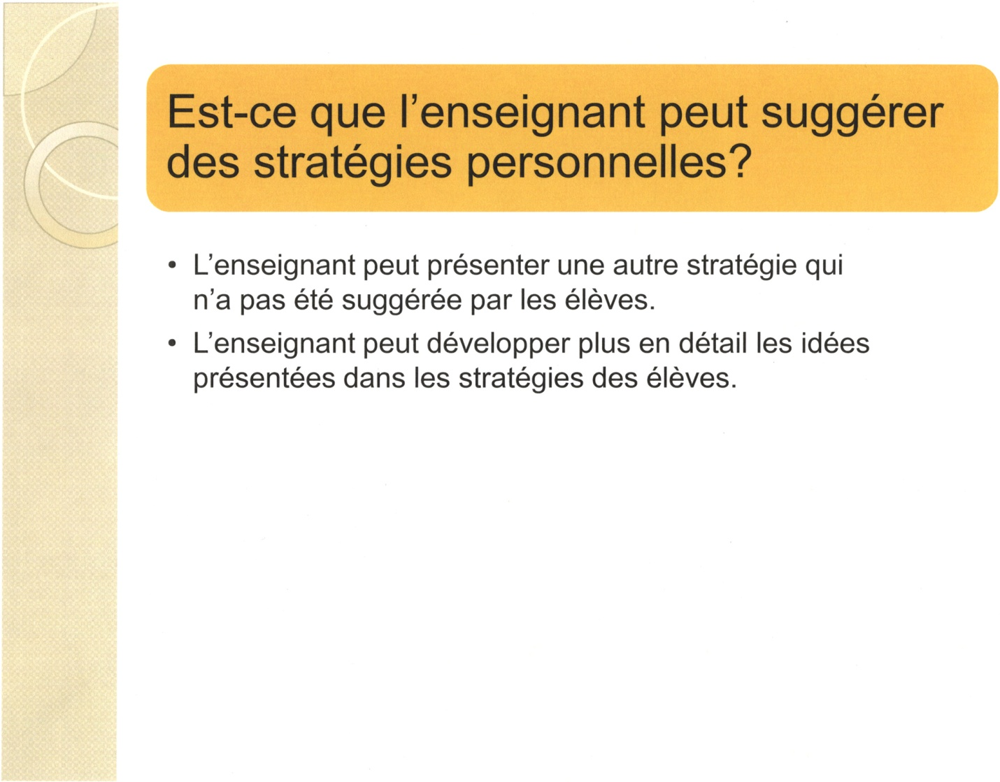 Est-ce que l’enseignant peut suggérer
des stratégies personnelles?
• L’enseignant peut présenter une autre stratégie qui
n’a pas été suggérée par les élèves.
• L’enseignant peut développer plus en détail les idées
présentées dans les stratégies des élèves.